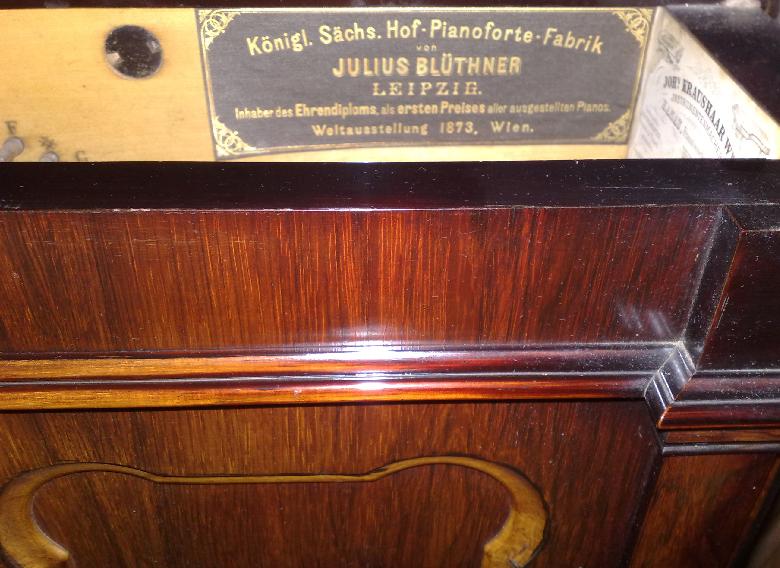 Königl. Sächs. Hof-Pianoforte-Fabrik
von
JULIUS BLÜTHNER
LEIPZIG.
Inhaber des Ehrendiploms, als ersten Preises aller ausgestellten Pianos.
Weltausstellung 1873, Wien.
F
G
KRAUSHAAR